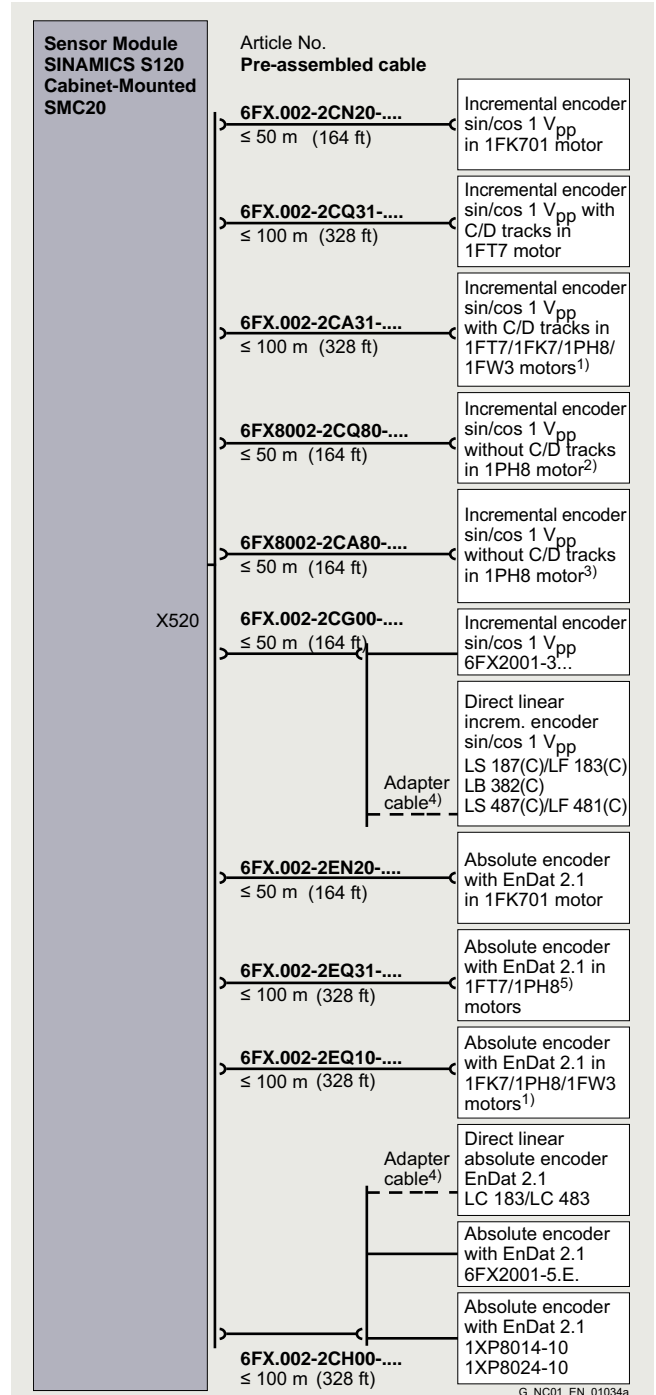 Sensor Module
SINAMICS S120
Cabinet-Mounted
SMC20
Article No.
Pre-assembled cable
6FX.002-2CN20-....
≤ 50 m (164 ft)
Incremental encoder
sin/cos 1 Vpp
in 1FK701 motor
6FX.002-2CQ31-....
≤ 100 m (328 ft)
Incremental encoder
sin/cos 1 Vpp with
C/D tracks in
1FT7 motor
6FX.002-2CA31-....
≤ 100 m (328 ft)
Incremental encoder
sin/cos 1 Vpp
with C/D tracks in
1FT7/1FK7/1PH8/
1FW3 motors1)
6FX8002-2CQ80-....
≤ 50 m (164 ft)
Incremental encoder
sin/cos 1 Vpp
without C/D tracks
in 1PH8 motor2)
6FX8002-2CA80-....
≤ 50 m (164 ft)
Incremental encoder
sin/cos 1 Vpp
without C/D tracks
in 1PH8 motor3)
X520
6FX.002-2CG00-....
≤ 50 m (164 ft)
Incremental encoder
sin/cos 1 Vpp
6FX2001-3...
Adapter
cable4)
Direct linear
increm. encoder
sin/cos 1 Vpp
LS 187(C)/LF 183(C)
LB 382(C)
LS 487(C)/LF 481(C)
6FX.002-2EN20-....
≤ 50 m (164 ft)
Absolute encoder
with EnDat 2.1
in 1FK701 motor
6FX.002-2EQ31-....
≤ 100 m (328 ft)
Absolute encoder
with EnDat 2.1 in
1FT7/1PH85)
motors
6FX.002-2EQ10-....
≤ 100 m (328 ft)
Absolute encoder
with EnDat 2.1 in
1FK7/1PH8/1FW3
motors1)
Adapter
cable4)
Direct linear
absolute encoder
EnDat 2.1
LC 183/LC 483
Absolute encoder
with EnDat 2.1
6FX2001-5.E.
Absolute encoder
with EnDat 2.1
1XP8014-10
1XP8024-10
6FX.002-2CH00-....
≤ 100 m (328 ft)
G_NC01_EN_01034a